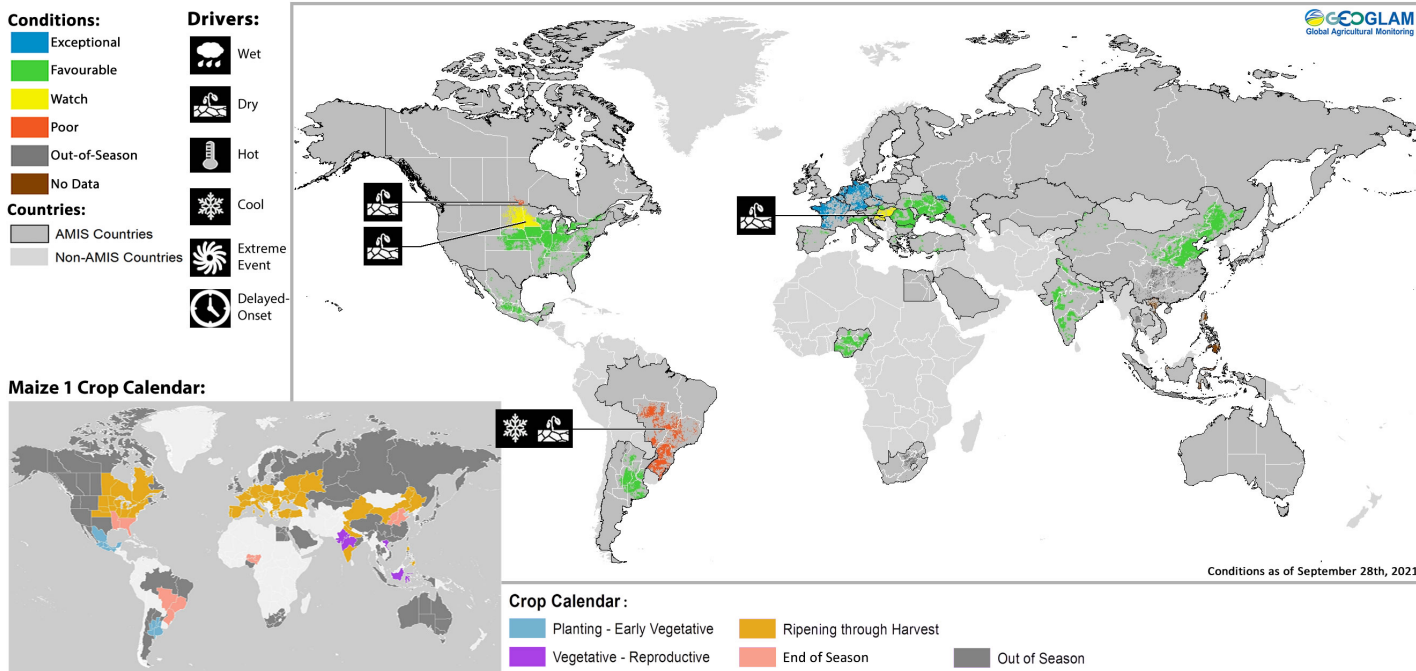 Conditions:
Exceptional
Favourable
Watch
Poor
Out-of-Season
No Data
Countries:
AMIS Countries
Non-AMIS Countries
Drivers:
Wet
Dry
Hot
Cool
Extreme
Event
Delayed-
Onset
GEOGLAM
Global Agricultural Monitoring
Maize 1 Crop Calendar:
Conditions as of September 28th, 2021
Crop Calendar :
Planting - Early Vegetative
Vegetative - Reproductive
Ripening through Harvest
End of Season
Out of Season